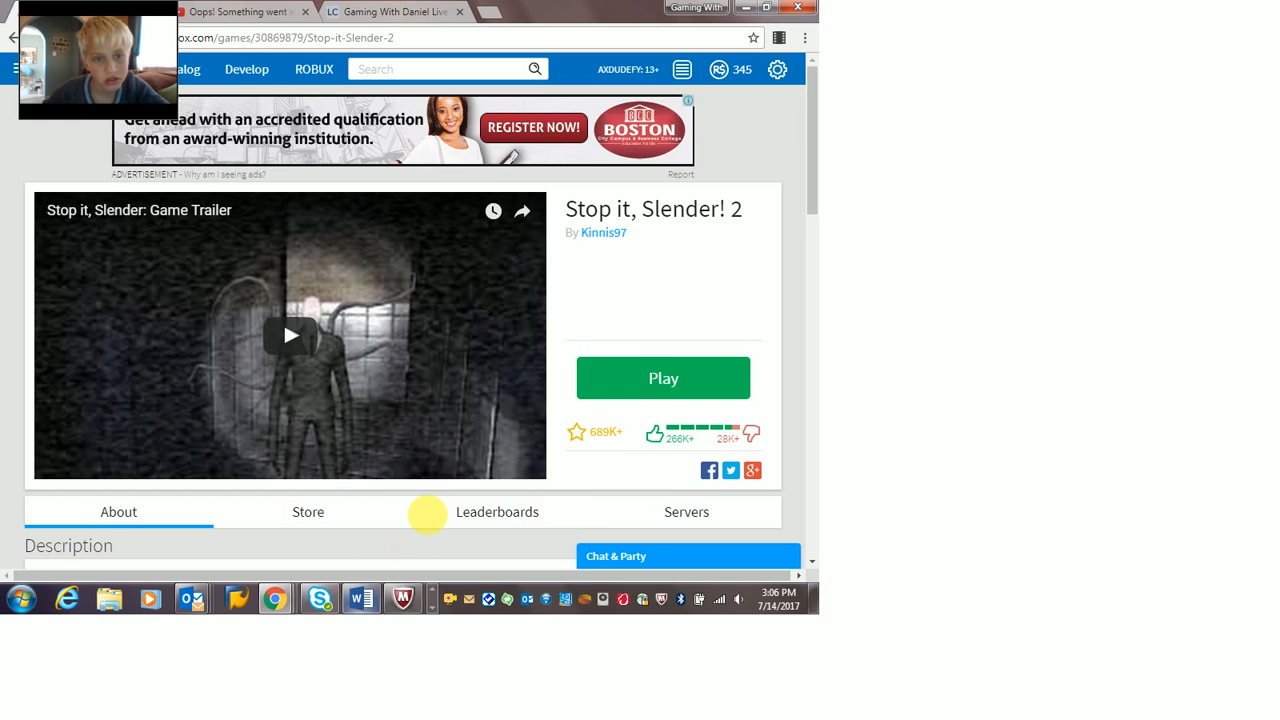 Oops! Something went w
Gaming With Daniel Live
Gaming With
ox.com/games/30869879/Stop-it-Slender-2
alog
Develop
ROBUX
Search
AXDUDEFY: 13+
R$ 345
Get ahead with an accredited qualification
from an award-winning institution.
REGISTER NOW!
BCC
BOSTON
ADVERTISEMENT - Why am I seeing ads?
Report
Stop it, Slender: Game Trailer
Stop it, Slender! 2
By Kinnis97
Play
689K+
266K+
28K+
About
Store
Leaderboards
Servers
Description
Chat & Party
3:06 PM
7/14/2017